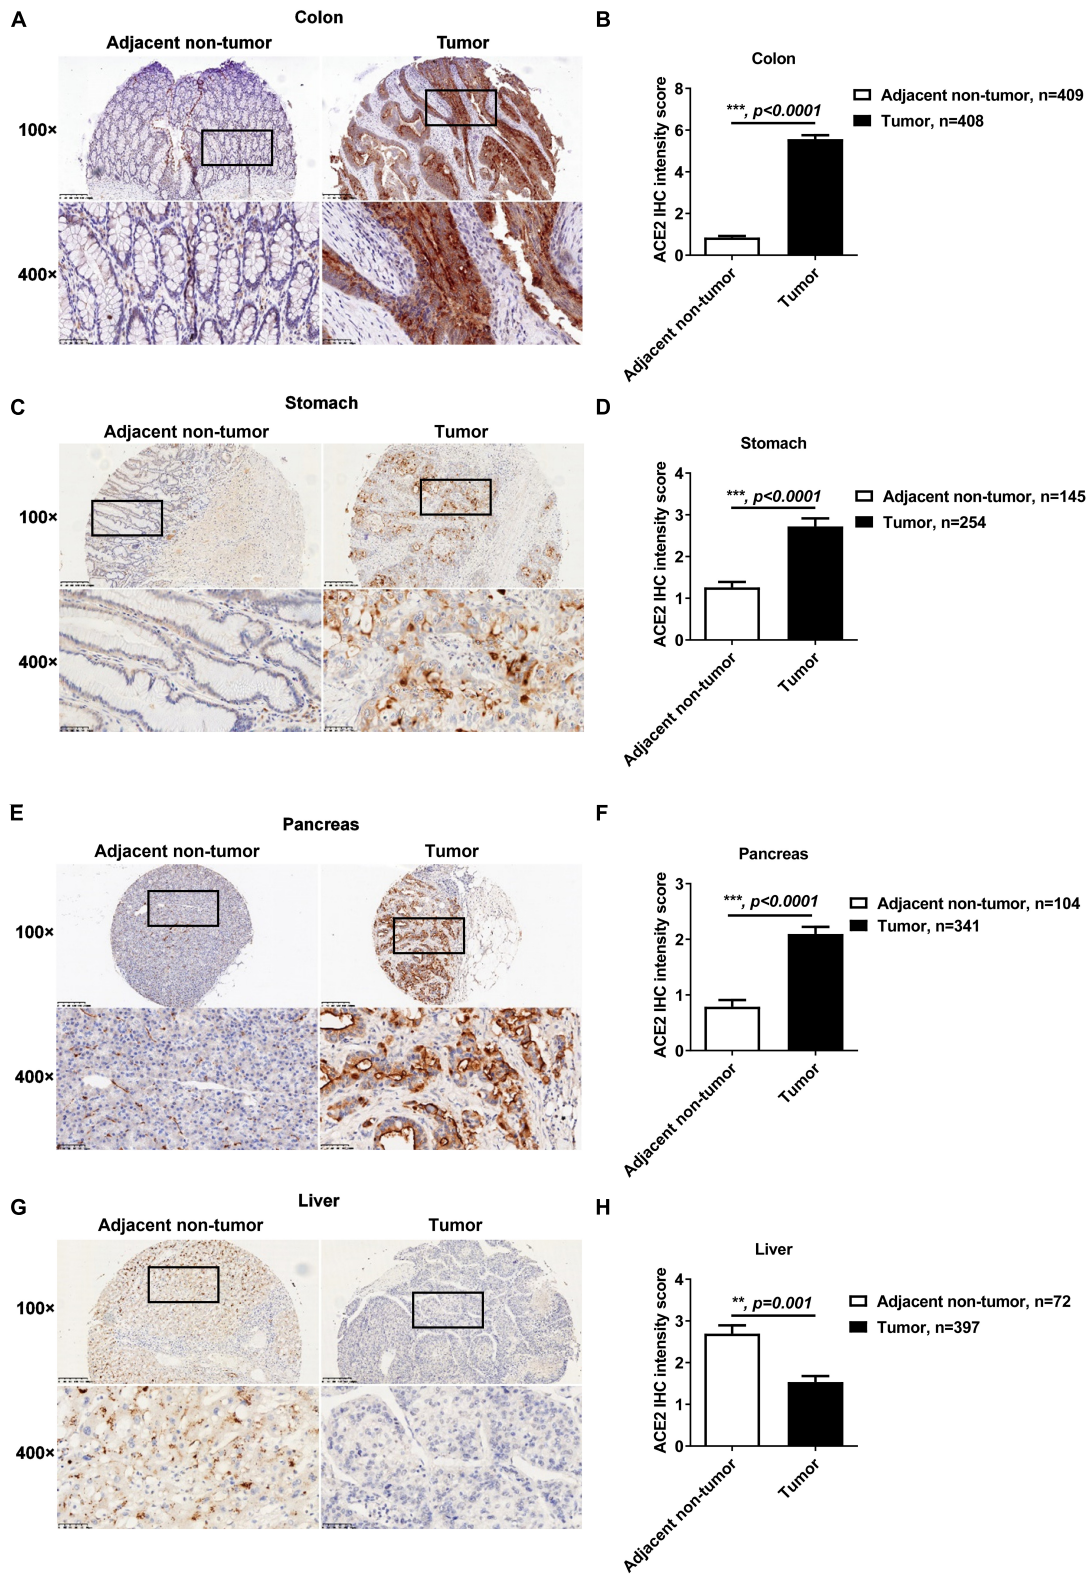 A
Colon
Adjacent non-tumor
Tumor
100×
400×
B
Colon
ACE2 IHC intensity score
8
6
4
2
0
***, p<0.0001
Adjacent non-tumor, n=409
Tumor, n=408
Adjacent non-tumor
Tumor
C
Stomach
Adjacent non-tumor
Tumor
100×
400×
D
Stomach
ACE2 IHC intensity score
4
3
2
1
0
***, p<0.0001
Adjacent non-tumor, n=145
Tumor, n=254
Adjacent non-tumor
Tumor
E
Pancreas
Adjacent non-tumor
Tumor
100×
400×
F
Pancreas
ACE2 IHC intensity score
3
2
1
0
***, p<0.0001
Adjacent non-tumor, n=104
Tumor, n=341
Adjacent non-tumor
Tumor
G
Liver
Adjacent non-tumor
Tumor
100×
400×
H
Liver
ACE2 IHC intensity score
4
3
2
1
0
**, p=0.001
Adjacent non-tumor, n=72
Tumor, n=397
Adjacent non-tumor
Tumor